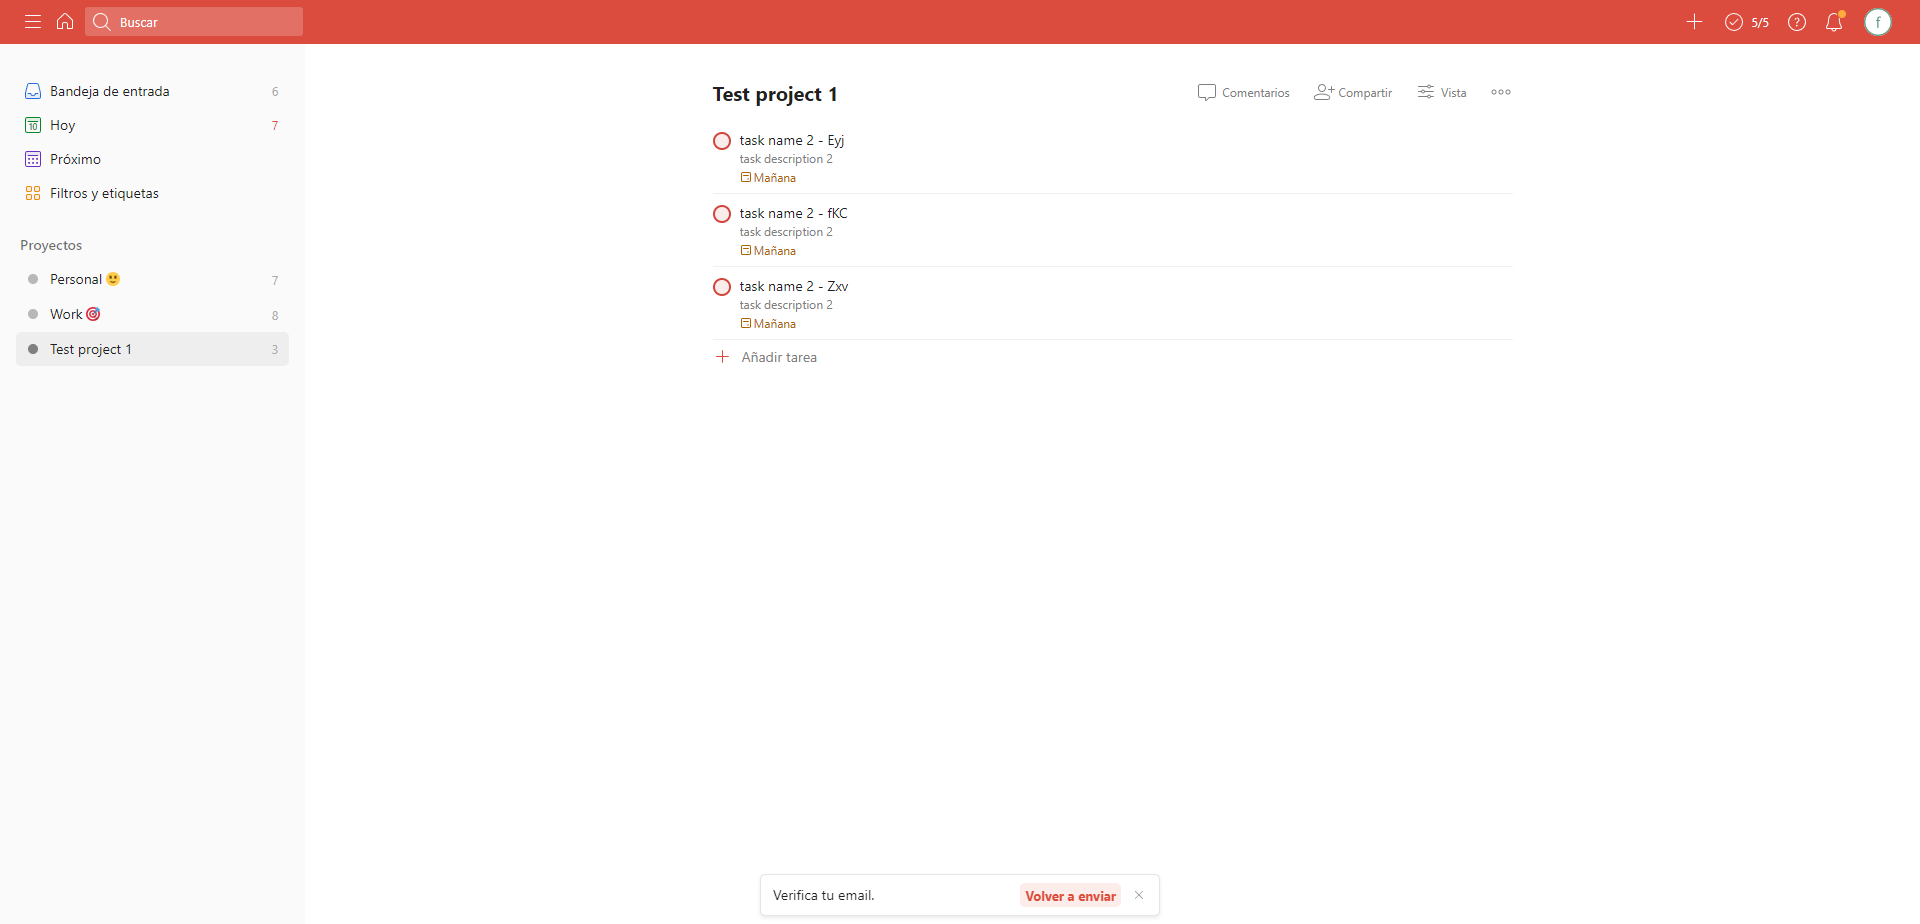 Buscar
5/5
f
Bandeja de entrada 6
10 Hoy 7
Próximo
Filtros y etiquetas
Proyectos
Personal 🙂 7
Work 🎯 8
Test project 1 3
Test project 1
Comentarios Compartir Vista
task name 2 - Eyj
task description 2
Mañana
task name 2 - fKC
task description 2
Mañana
task name 2 - Zxv
task description 2
Mañana
Añadir tarea
Verifica tu email. Volver a enviar